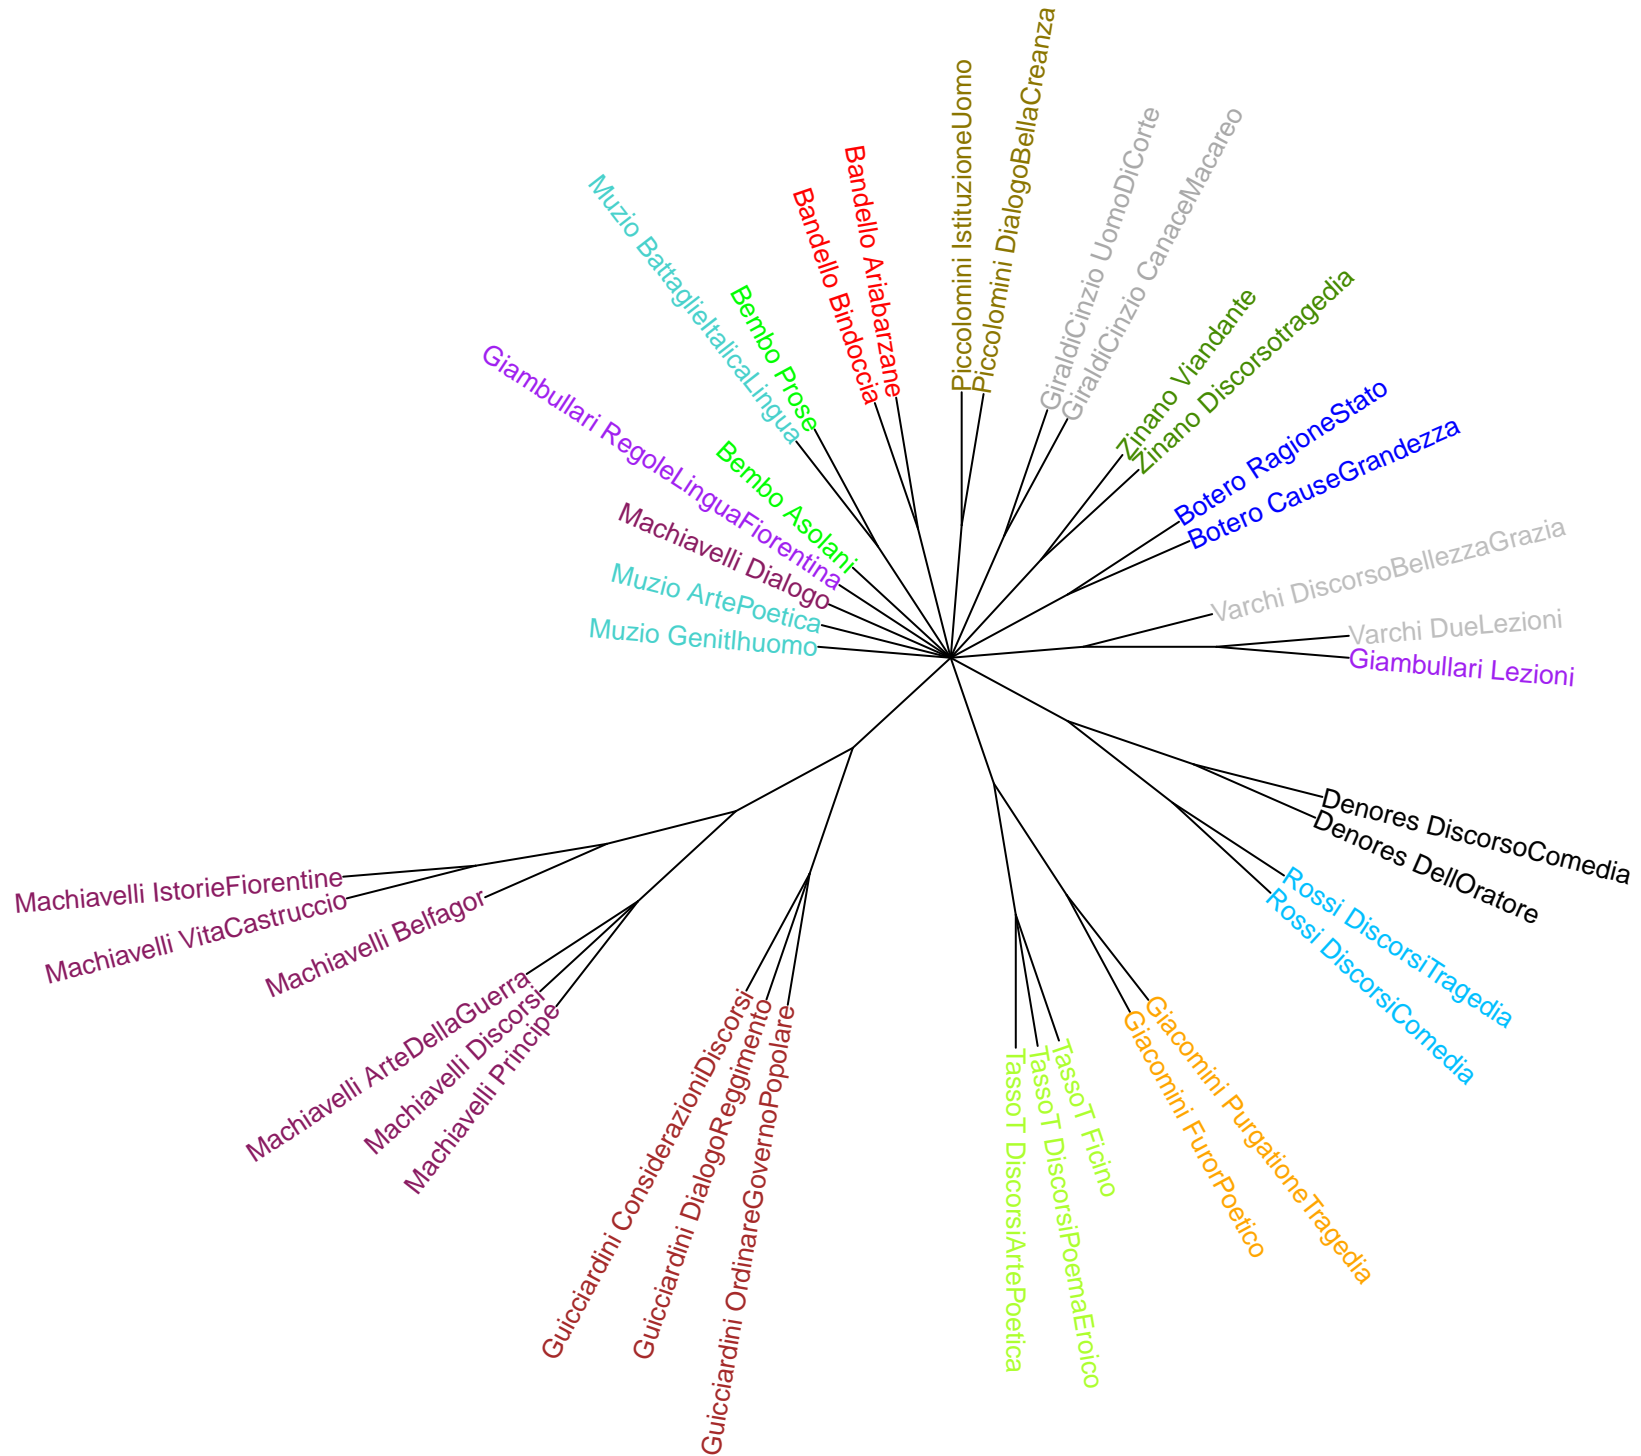 Piccolomini IstituzioneUomo
Piccolomini DialogoBellaCreanza
GiraldiCinzio UomoDiCorte
GiraldiCinzio CanaceMacareo
Zinano Viandante
Zinano Discorsotragedia
Botero RagioneStato
Botero CauseGrandezza
Varchi DiscorsoBellezzaGrazia
Varchi DueLezioni
Giambullari Lezioni
Denores DiscorsoComedia
Denores DellOratore
Rossi DiscorsiTragedia
Rossi DiscorsiComedia
Giacomini PurgationeTragedia
Giacomini FurorPoetico
TassoT Ficino
TassoT DiscorsiPoemaEroico
TassoT DiscorsiArtePoetica
Guicciardini OrdinareGovernoPopolare
Guicciardini DialogoReggimento
Guicciardini ConsiderazioniDiscorsi
Machiavelli Principe
Machiavelli Discorsi
Machiavelli ArteDellaGuerra
Machiavelli Belfagor
Machiavelli VitaCastruccio
Machiavelli IstorieFiorentine
Muzio GenitIhuomo
Muzio ArtePoetica
Machiavelli Dialogo
Giambullari RegoleLinguaFiorentina
Bembo Asolani
Muzio BattaglieItalicaLingua
Bembo Prose
Bandello Bindoccia
Bandello Ariabarzane